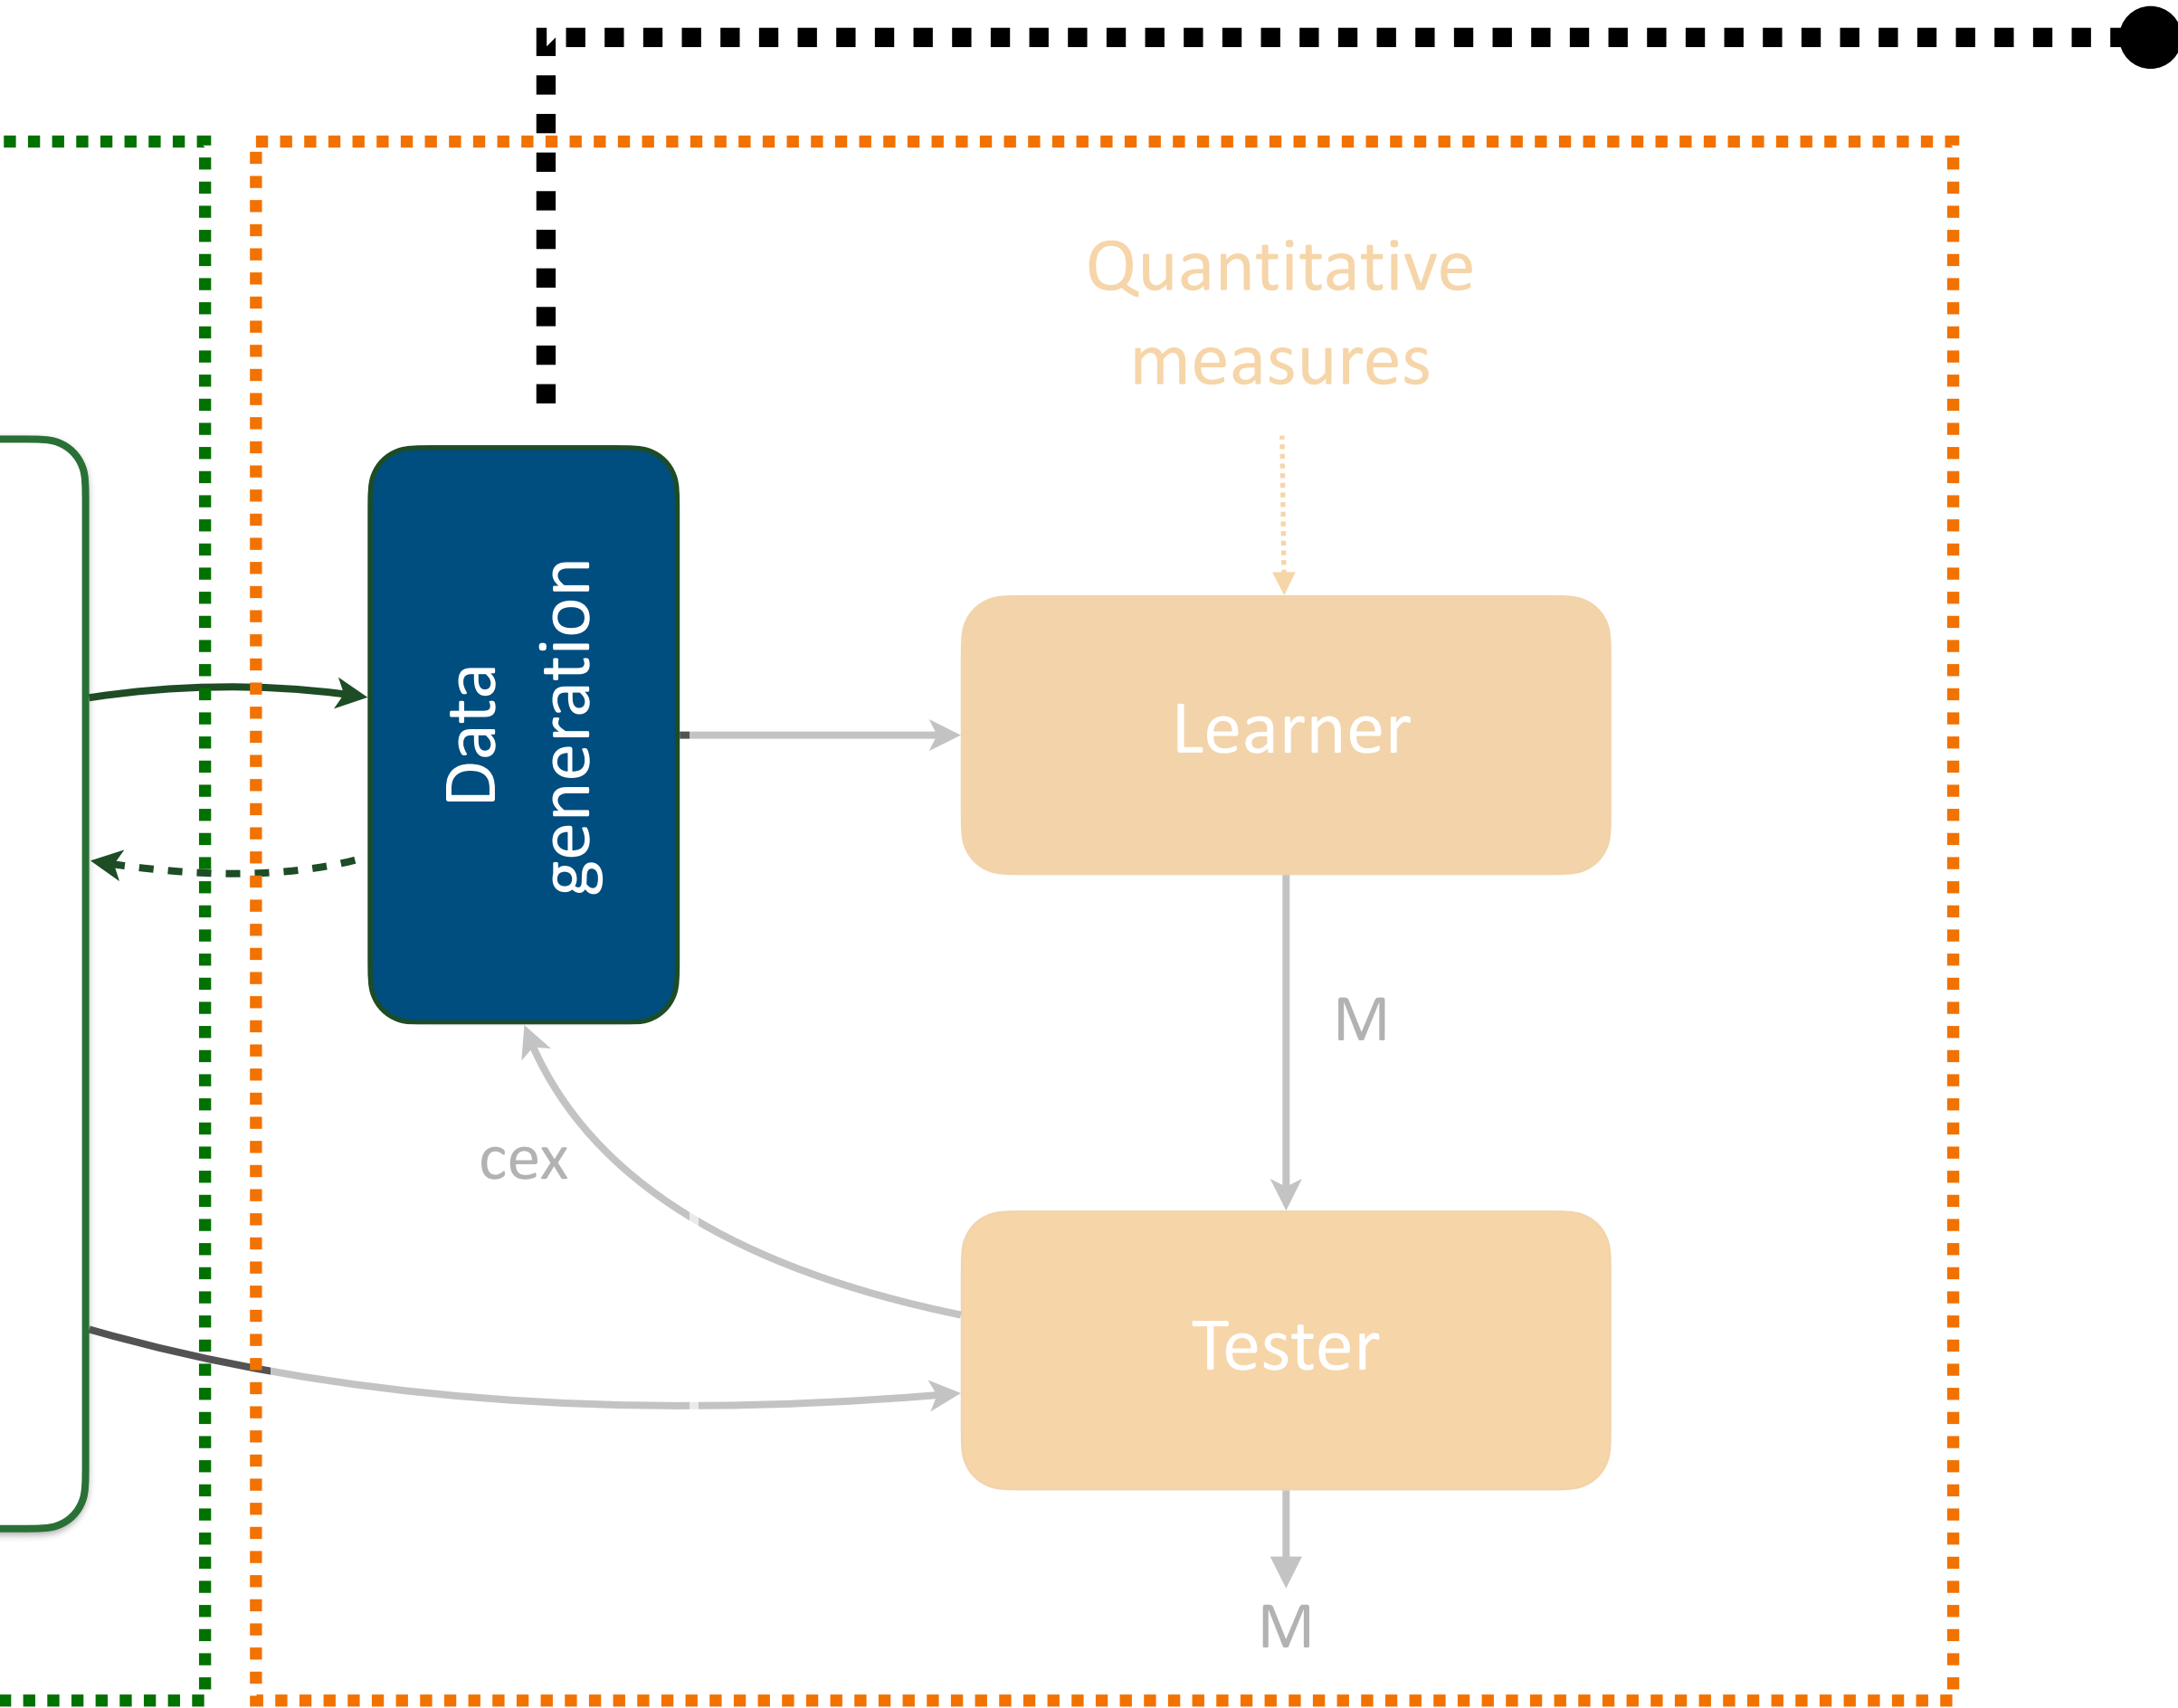 Quantitative
measures
Data
generation
Learner
M
cex
Tester
M